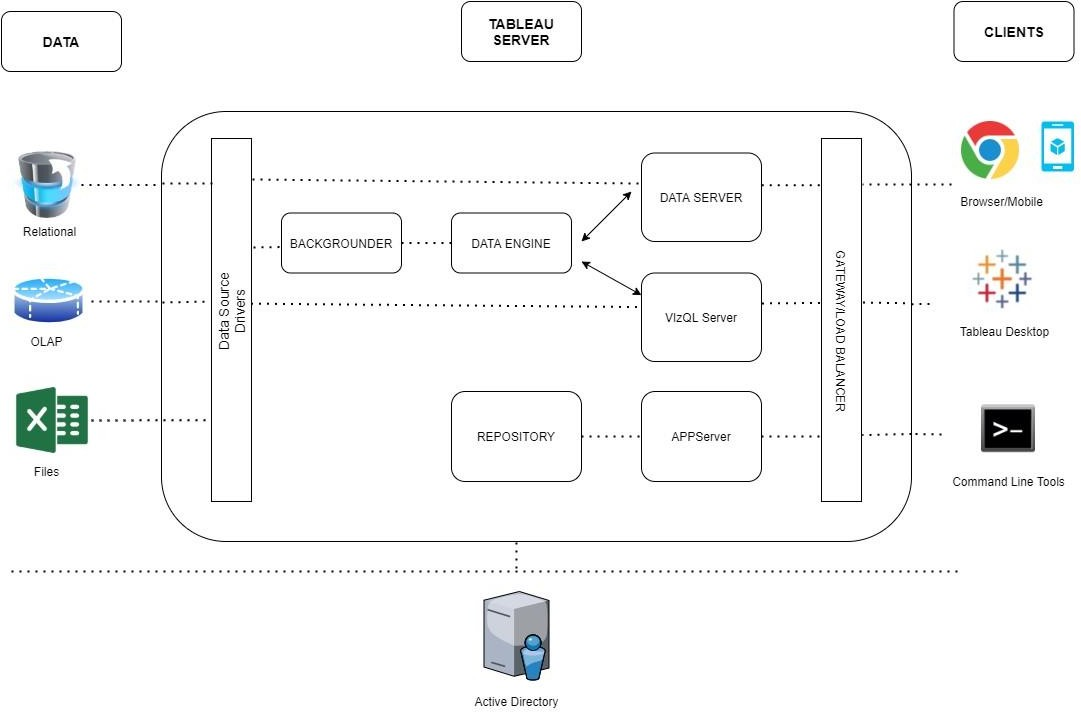 DATA
TABLEAU
SERVER
CLIENTS
Relational
OLAP
Files
Data Source
Drivers
BACKGROUNDER
DATA ENGINE
DATA SERVER
VIzQL Server
REPOSITORY
APPServer
GATEWAY/LOAD BALANCER
Browser/Mobile
Tableau Desktop
>–
Command Line Tools
Active Directory